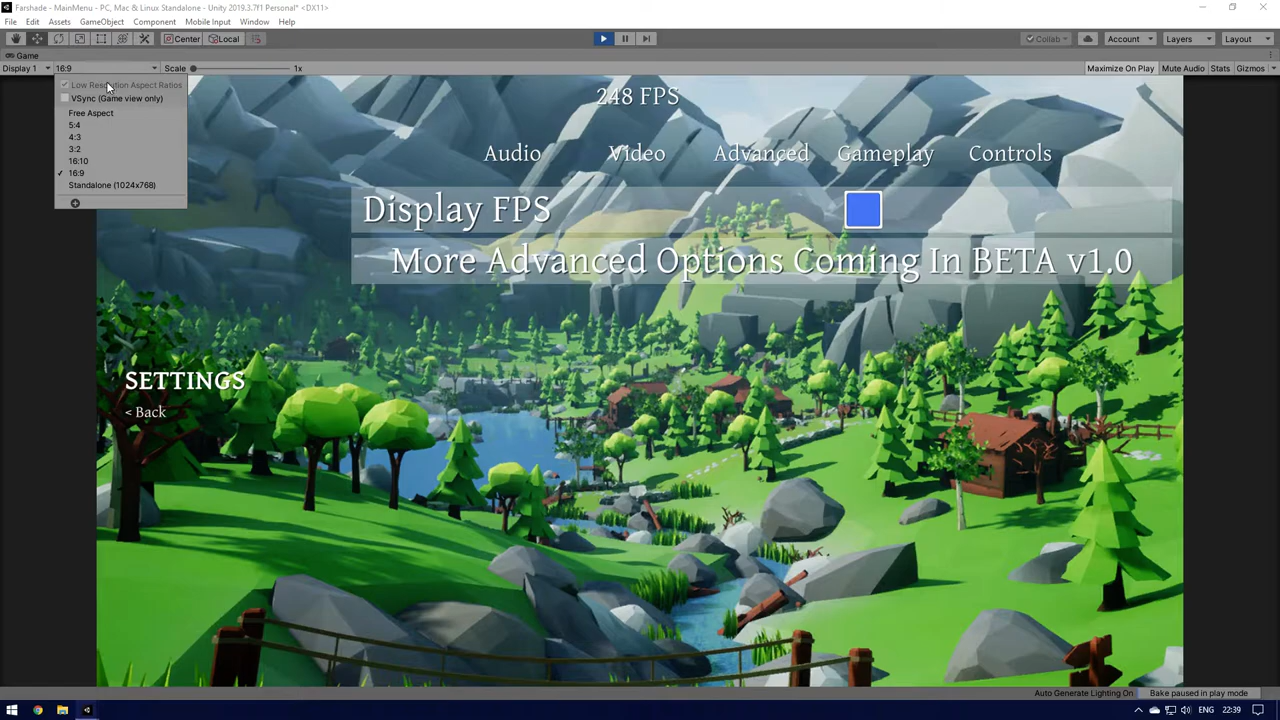 Farshade - MainMenu - PC, Mac & Linux Standalone - Unity 2019.3.7f1 Personal* <DX11>
File Edit Assets GameObject Component Mobile Input Window Help
Center Local Collab Account Layers Layout
Game
Display 1 16:9 Scale 1x Maximize On Play Mute Audio Stats Gizmos
Low Resolution Aspect Ratios
VSync (Game view only)
Free Aspect
5:4
4:3
3:2
16:10
16:9
Standalone (1024x768)
248 FPS
Audio Video Advanced Gameplay Controls
Display FPS
More Advanced Options Coming In BETA v1.0
SETTINGS
< Back
Auto Generate Lighting On Bake paused in play mode
ENG 22:39